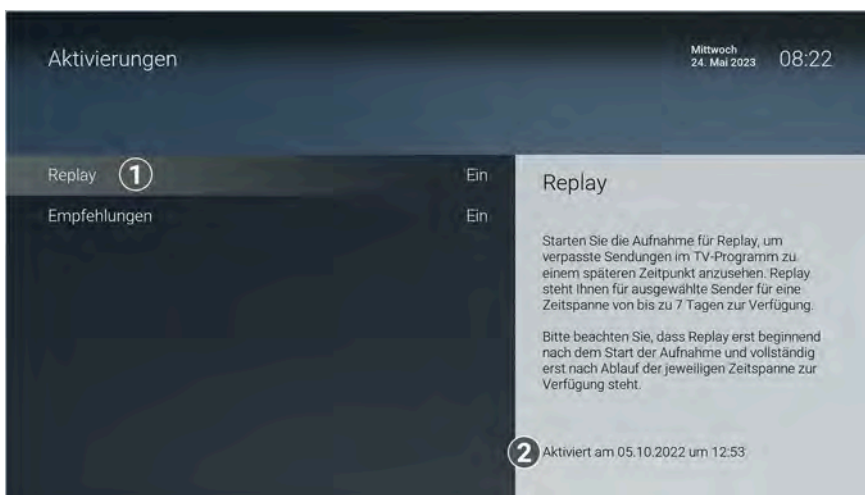 Aktivierungen
Mittwoch
24. Mai 2023
08:22
Replay 1 Ein
Empfehlungen Ein
Replay
Starten Sie die Aufnahme für Replay, um
verpasste Sendungen im TV-Programm zu
einem späteren Zeitpunkt anzusehen. Replay
steht Ihnen für ausgewählte Sender für eine
Zeitspanne von bis zu 7 Tagen zur Verfügung.
Bitte beachten Sie, dass Replay erst beginnend
nach dem Start der Aufnahme und vollständig
erst nach Ablauf der jeweiligen Zeitspanne zur
Verfügung steht.
2 Aktiviert am 05.10.2022 um 12:53